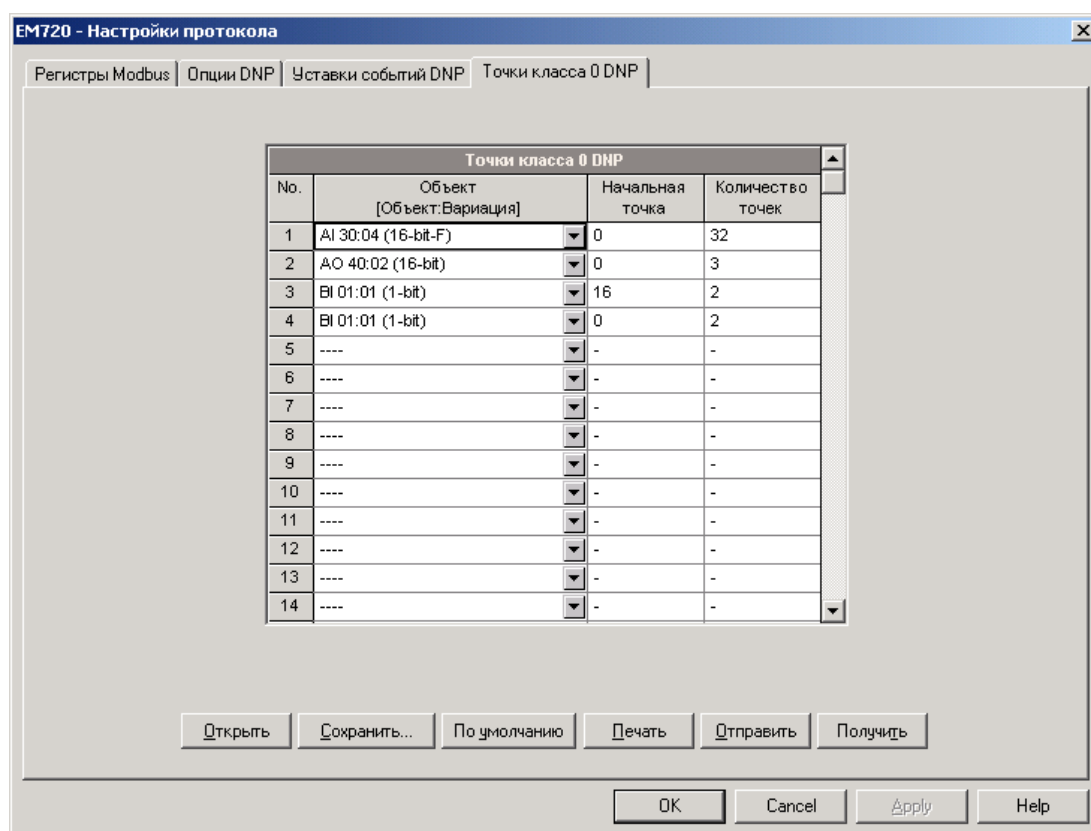 EM720 - Настройки протокола
Регистры Modbus Опции DNP Уставки событий DNP Точки класса 0 DNP
Точки класса 0 DNP
No. Объект [Объект:Вариация] Начальная точка Количество точек
1 AI 30:04 (16-bit-F) 0 32
2 AO 40:02 (16-bit) 0 3
3 BI 01:01 (1-bit) 16 2
4 BI 01:01 (1-bit) 0 2
5 ---- - -
6 ---- - -
7 ---- - -
8 ---- - -
9 ---- - -
10 ---- - -
11 ---- - -
12 ---- - -
13 ---- - -
14 ---- - -
Открыть Сохранить... По умолчанию Печать Отправить Получить
OK Cancel Apply Help